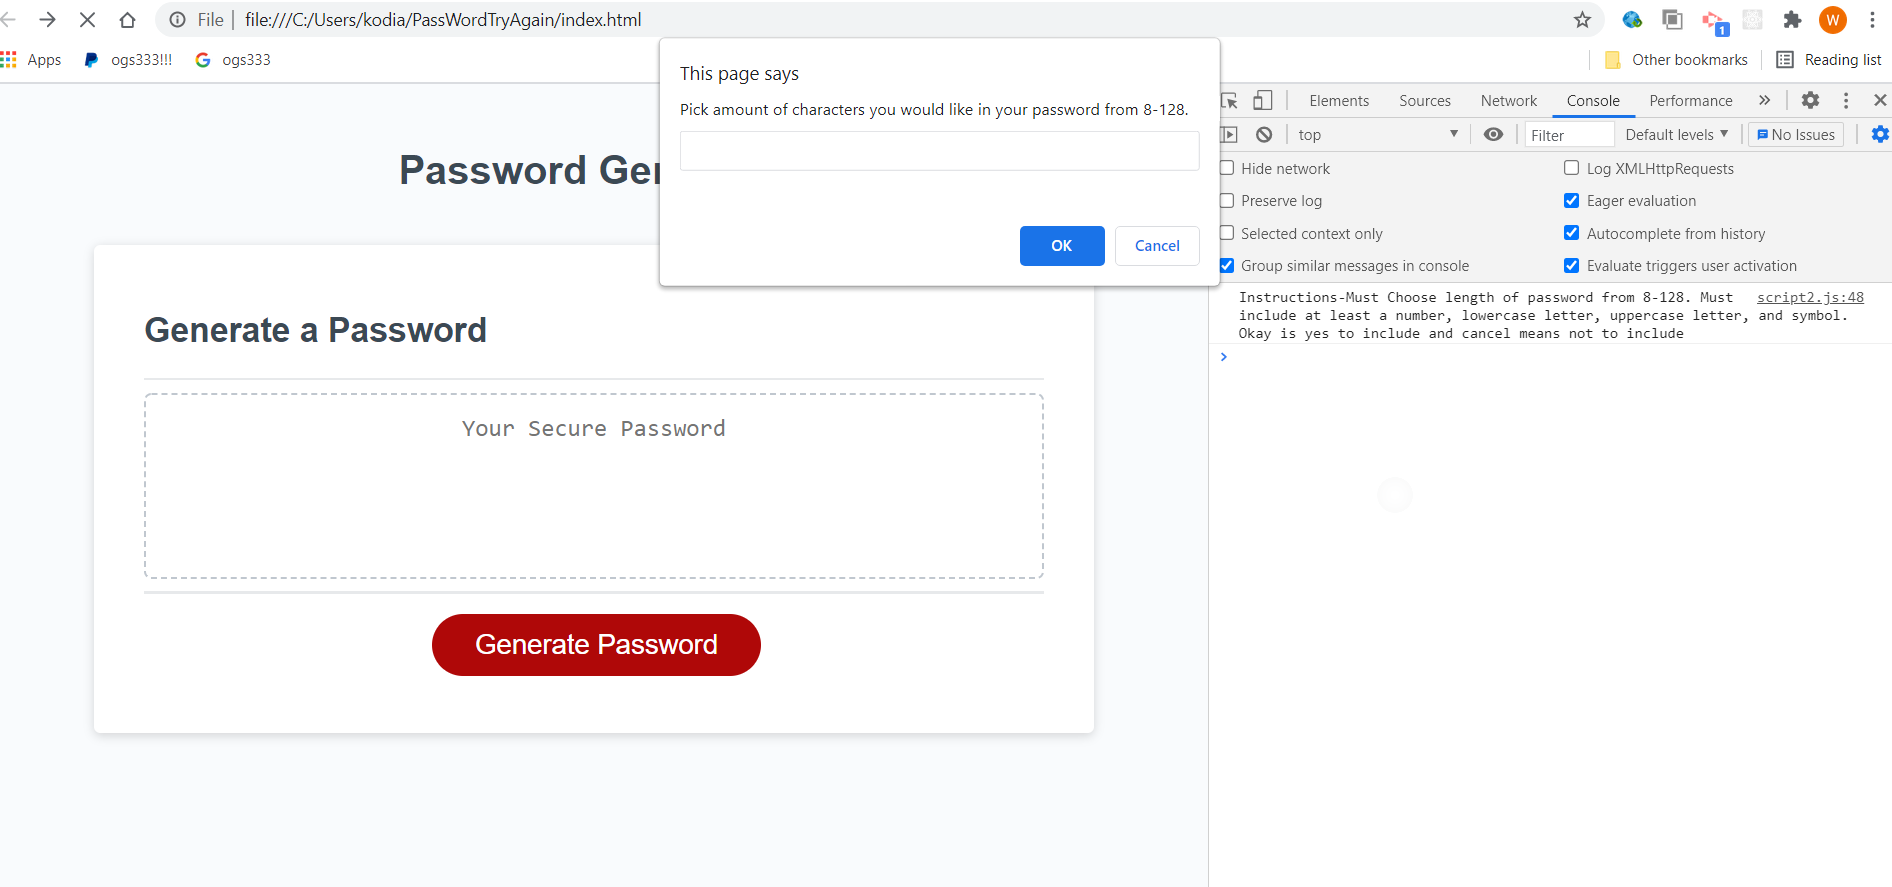 File file:///C:/Users/kodia/PassWordTryAgain/index.html
W
1
Apps ogs333!!! ogs333 Other bookmarks Reading list
This page says
Pick amount of characters you would like in your password from 8-128.
OK Cancel
Password Ger
Generate a Password
Your Secure Password
Generate Password
Elements Sources Network Console Performance
top Filter Default levels No Issues
Hide network Log XMLHttpRequests
Preserve log Eager evaluation
Selected context only Autocomplete from history
Group similar messages in console Evaluate triggers user activation
Instructions-Must Choose length of password from 8-128. Must script2.js:48
include at least a number, lowercase letter, uppercase letter, and symbol.
Okay is yes to include and cancel means not to include